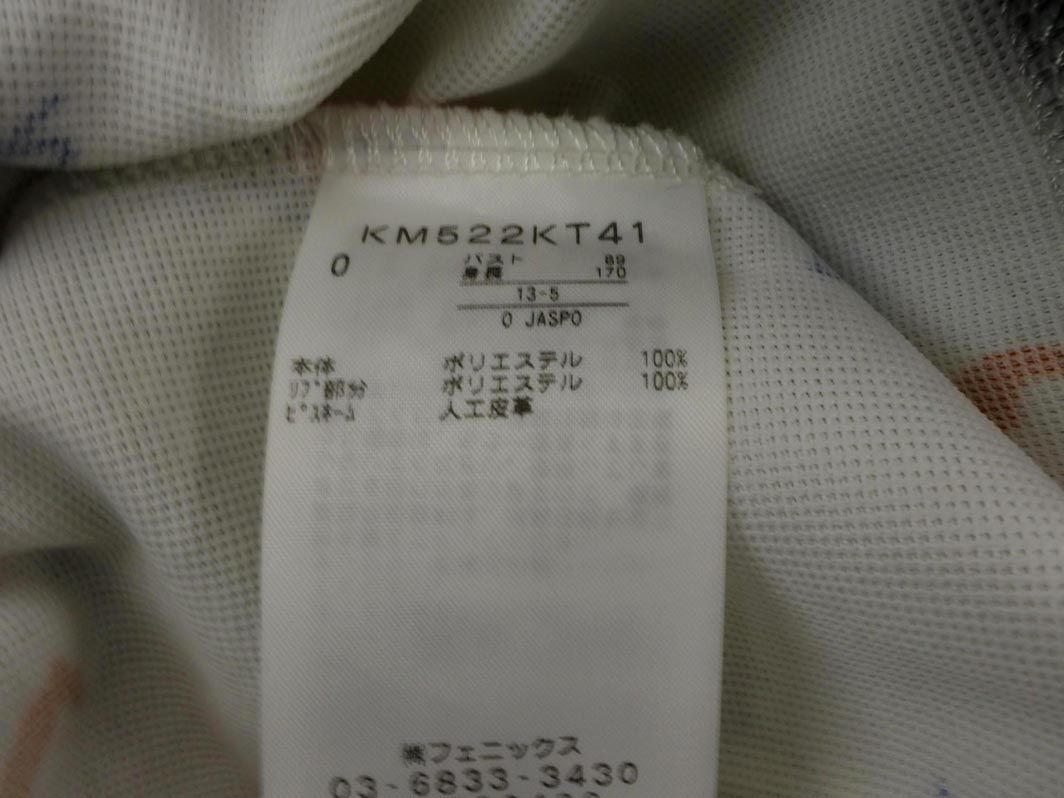 KM522KT41
0 バスト 89
身長 170
13-5
0 JASPO
本体 ポリエステル 100%
リブ部分 ポリエステル 100%
ピスネーム 人工皮革
㈱フェニックス
03-6833-3430